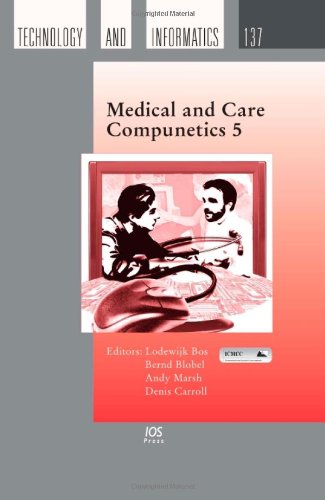 TECHNOLOGY AND INFORMATICS 137
Medical and Care
Compunetics 5
Editors: Lodewijk Bos
Bernd Blobel
Andy Marsh
Denis Carroll
ICMCC
IOS
Press